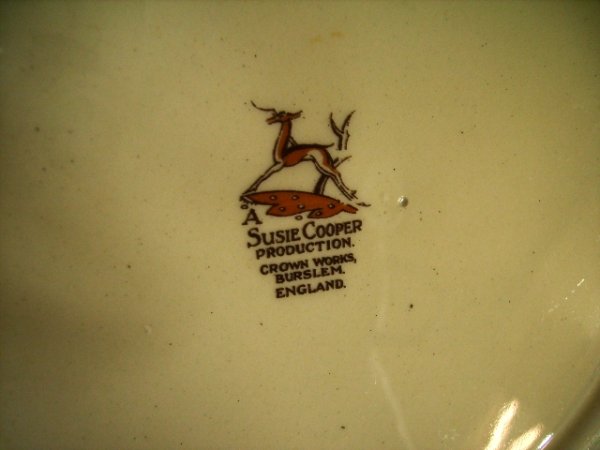 A
SUSIE COOPER
PRODUCTION.
CROWN WORKS,
BURSLEM.
ENGLAND.